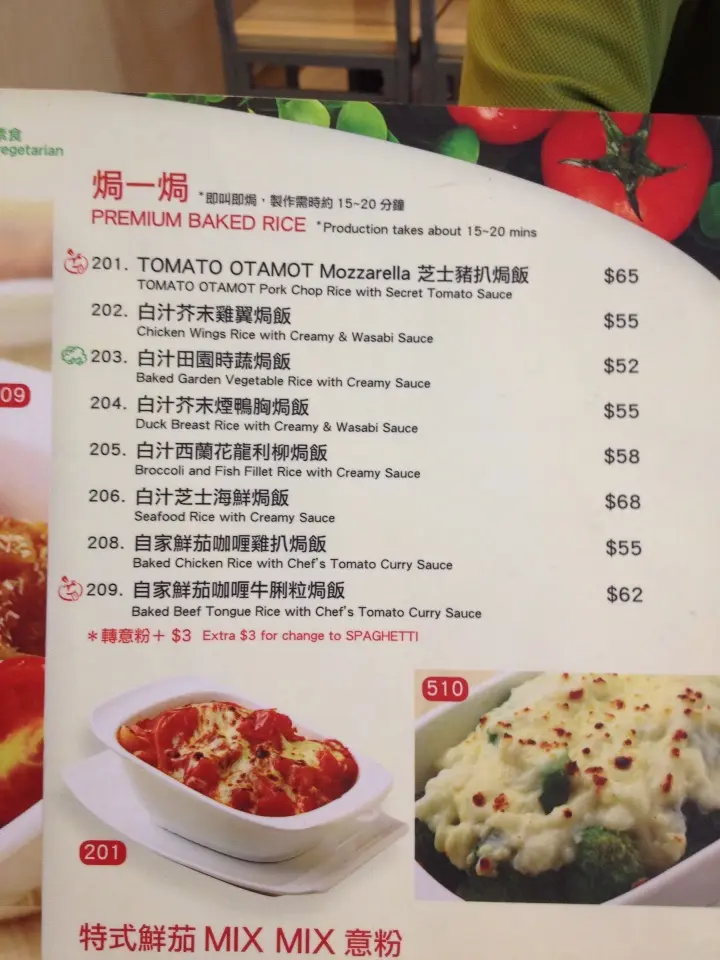 素食
vegetarian
焗一焗 *即叫即焗，製作需時約 15~20 分鐘
PREMIUM BAKED RICE *Production takes about 15~20 mins
201. TOMATO OTAMOT Mozzarella 芝士豬扒焗飯 $65
TOMATO OTAMOT Pork Chop Rice with Secret Tomato Sauce
202. 白汁芥末雞翼焗飯 $55
Chicken Wings Rice with Creamy & Wasabi Sauce
203. 白汁田園時蔬焗飯 $52
Baked Garden Vegetable Rice with Creamy Sauce
204. 白汁芥末煙鴨胸焗飯 $55
Duck Breast Rice with Creamy & Wasabi Sauce
205. 白汁西蘭花龍利柳焗飯 $58
Broccoli and Fish Fillet Rice with Creamy Sauce
206. 白汁芝士海鮮焗飯 $68
Seafood Rice with Creamy Sauce
208. 自家鮮茄咖喱雞扒焗飯 $55
Baked Chicken Rice with Chef's Tomato Curry Sauce
209. 自家鮮茄咖喱牛脷粒焗飯 $62
Baked Beef Tongue Rice with Chef's Tomato Curry Sauce
*轉意粉+ $3 Extra $3 for change to SPAGHETTI
09
510
201
特式鮮茄 MIX MIX 意粉